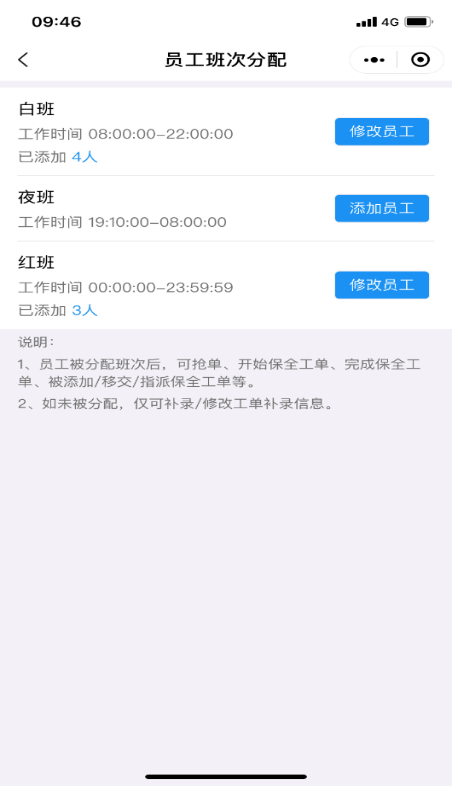 09:46
4G
员工班次分配
白班
工作时间 08:00:00-22:00:00
修改员工
已添加 4人
夜班
添加员工
工作时间 19:10:00-08:00:00
红班
工作时间 00:00:00-23:59:59
修改员工
已添加 3人
说明:
1、员工被分配班次后，可抢单、开始保全工单、完成保全工
单、被添加/移交/指派保全工单等。
2、如未被分配，仅可补录/修改工单补录信息。